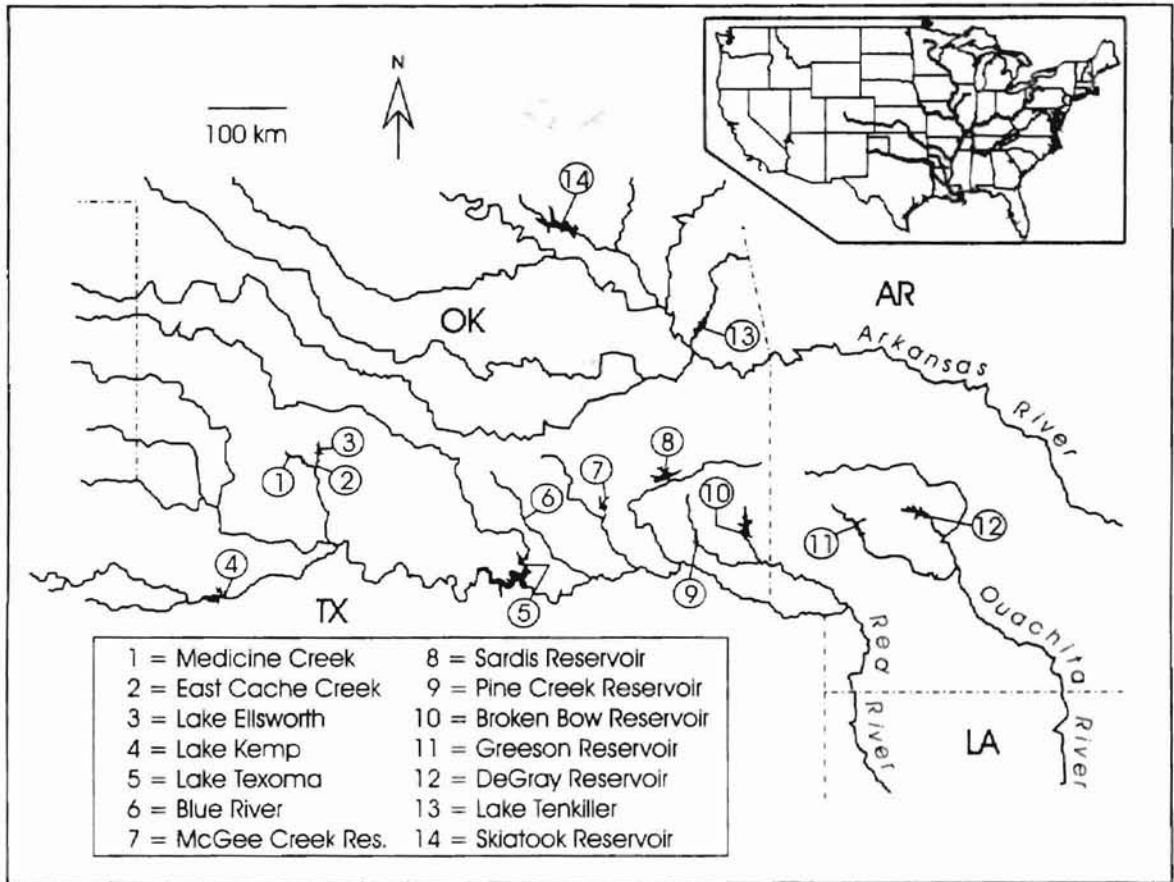 N
100 km
14
OK
AR
13
Arkansas River
3
1
2
8
7
6
10
11
12
4
5
9
TX
Red River
Ouachita River
LA
1 = Medicine Creek
2 = East Cache Creek
3 = Lake Ellsworth
4 = Lake Kemp
5 = Lake Texoma
6 = Blue River
7 = McGee Creek Res.
8 = Sardis Reservoir
9 = Pine Creek Reservoir
10 = Broken Bow Reservoir
11 = Greeson Reservoir
12 = DeGray Reservoir
13 = Lake Tenkiller
14 = Skiatook Reservoir